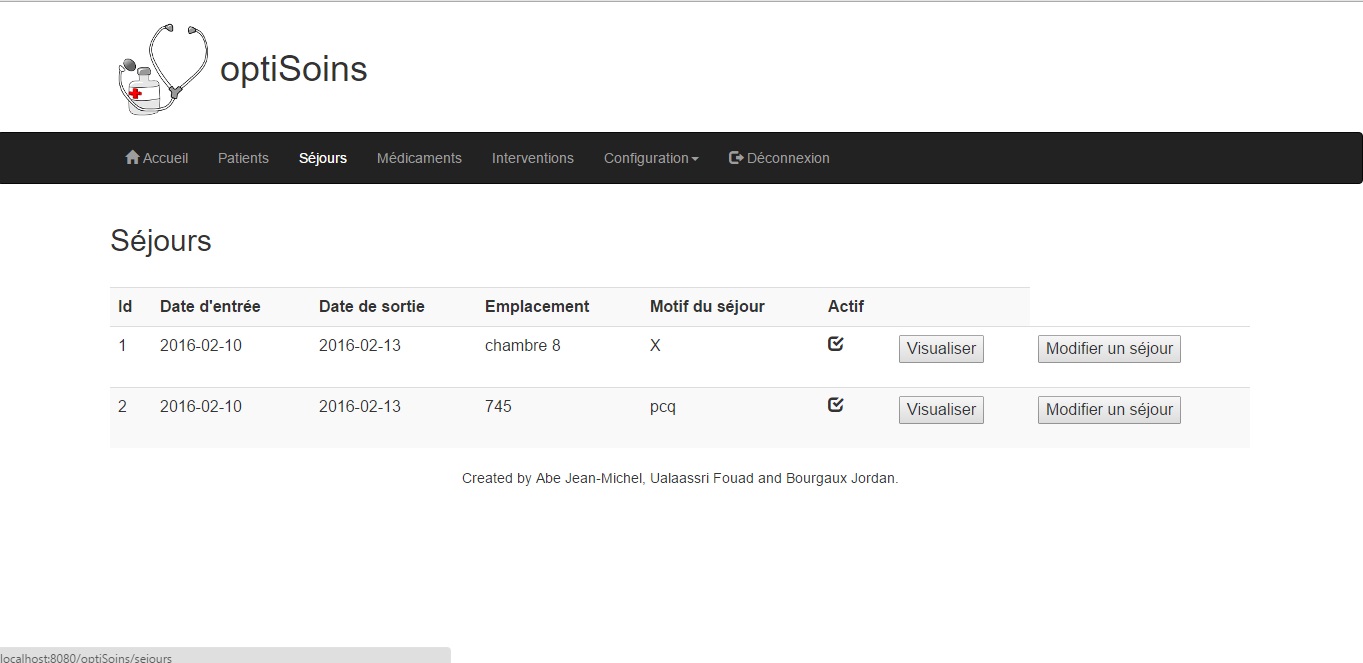 optiSoins
Accueil Patients Séjours Médicaments Interventions Configuration Déconnexion
Séjours
Id Date d'entrée Date de sortie Emplacement Motif du séjour Actif
1 2016-02-10 2016-02-13 chambre 8 X Visualiser Modifier un séjour
2 2016-02-10 2016-02-13 745 pcq Visualiser Modifier un séjour
Created by Abe Jean-Michel, Ualaassri Fouad and Bourgaux Jordan.
localhost:8080/optiSoins/sejours